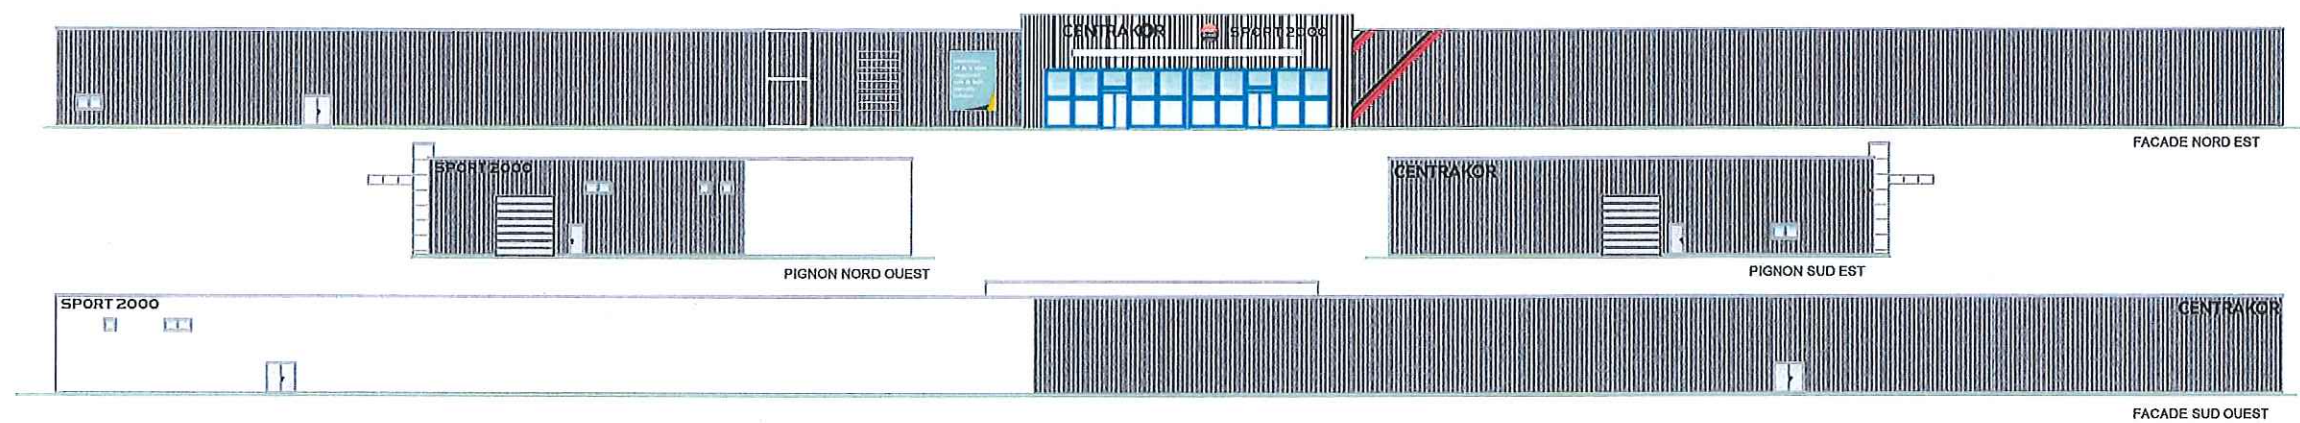 CENTRAKOR SPORT 2000
FACADE NORD EST
SPORT 2000
CENTRAKOR
PIGNON NORD OUEST
PIGNON SUD EST
SPORT 2000
CENTRAKOR
FACADE SUD OUEST